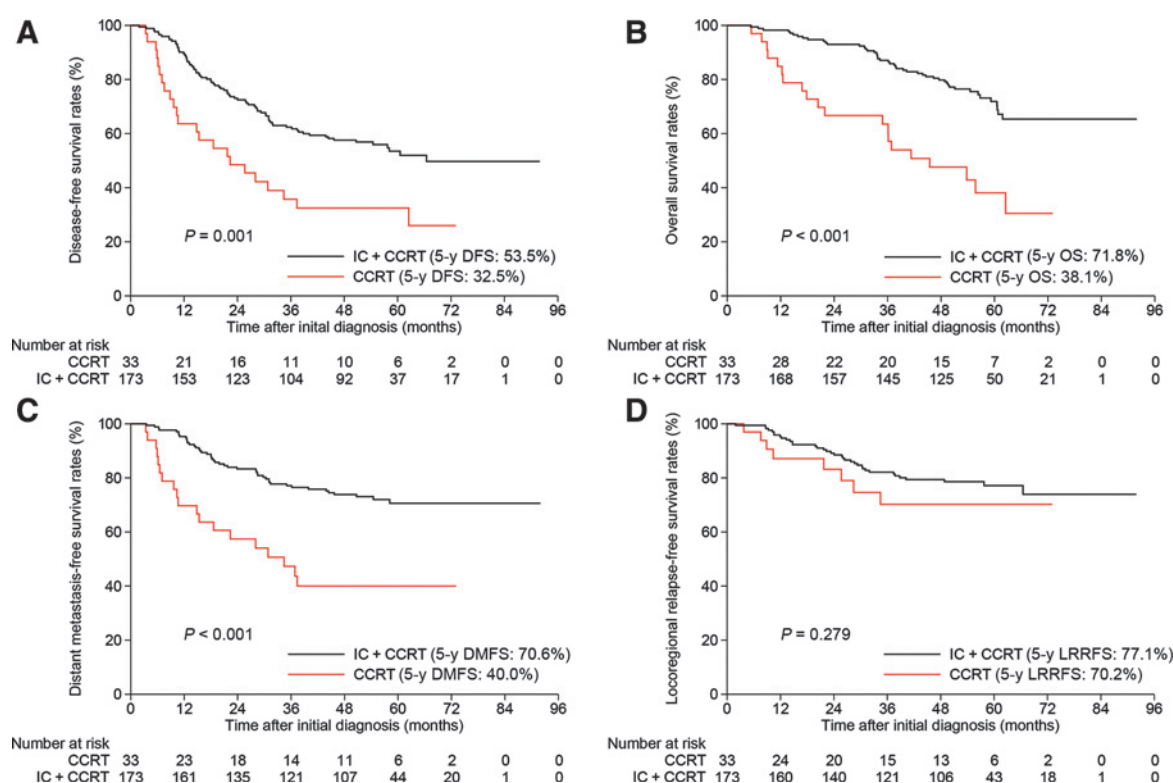 A
Disease-free survival rates (%)
100
80
60
40
20
0
P = 0.001
IC + CCRT (5-y DFS: 53.5%)
CCRT (5-y DFS: 32.5%)
0 12 24 36 48 60 72 84 96
Time after inital diagnosis (months)
Number at risk
CCRT 33 21 16 11 10 6 2 0 0
IC + CCRT 173 153 123 104 92 37 17 1 0
B
Overall survival rates (%)
100
80
60
40
20
0
P < 0.001
IC + CCRT (5-y OS: 71.8%)
CCRT (5-y OS: 38.1%)
0 12 24 36 48 60 72 84 96
Time after inital diagnosis (months)
Number at risk
CCRT 33 28 22 20 15 7 2 0 0
IC + CCRT 173 168 157 145 125 50 21 1 0
C
Distant metastasis-free survival rates (%)
100
80
60
40
20
0
P < 0.001
IC + CCRT (5-y DMFS: 70.6%)
CCRT (5-y DMFS: 40.0%)
0 12 24 36 48 60 72 84 96
Time after inital diagnosis (months)
Number at risk
CCRT 33 23 18 14 11 6 2 0 0
IC + CCRT 173 161 135 121 107 44 20 1 0
D
Locoregional relapse-free survival rates (%)
100
80
60
40
20
0
P = 0.279
IC + CCRT (5-y LRRFS: 77.1%)
CCRT (5-y LRRFS: 70.2%)
0 12 24 36 48 60 72 84 96
Time after inital diagnosis (months)
Number at risk
CCRT 33 24 20 15 13 6 2 0 0
IC + CCRT 173 160 140 121 106 43 18 1 0